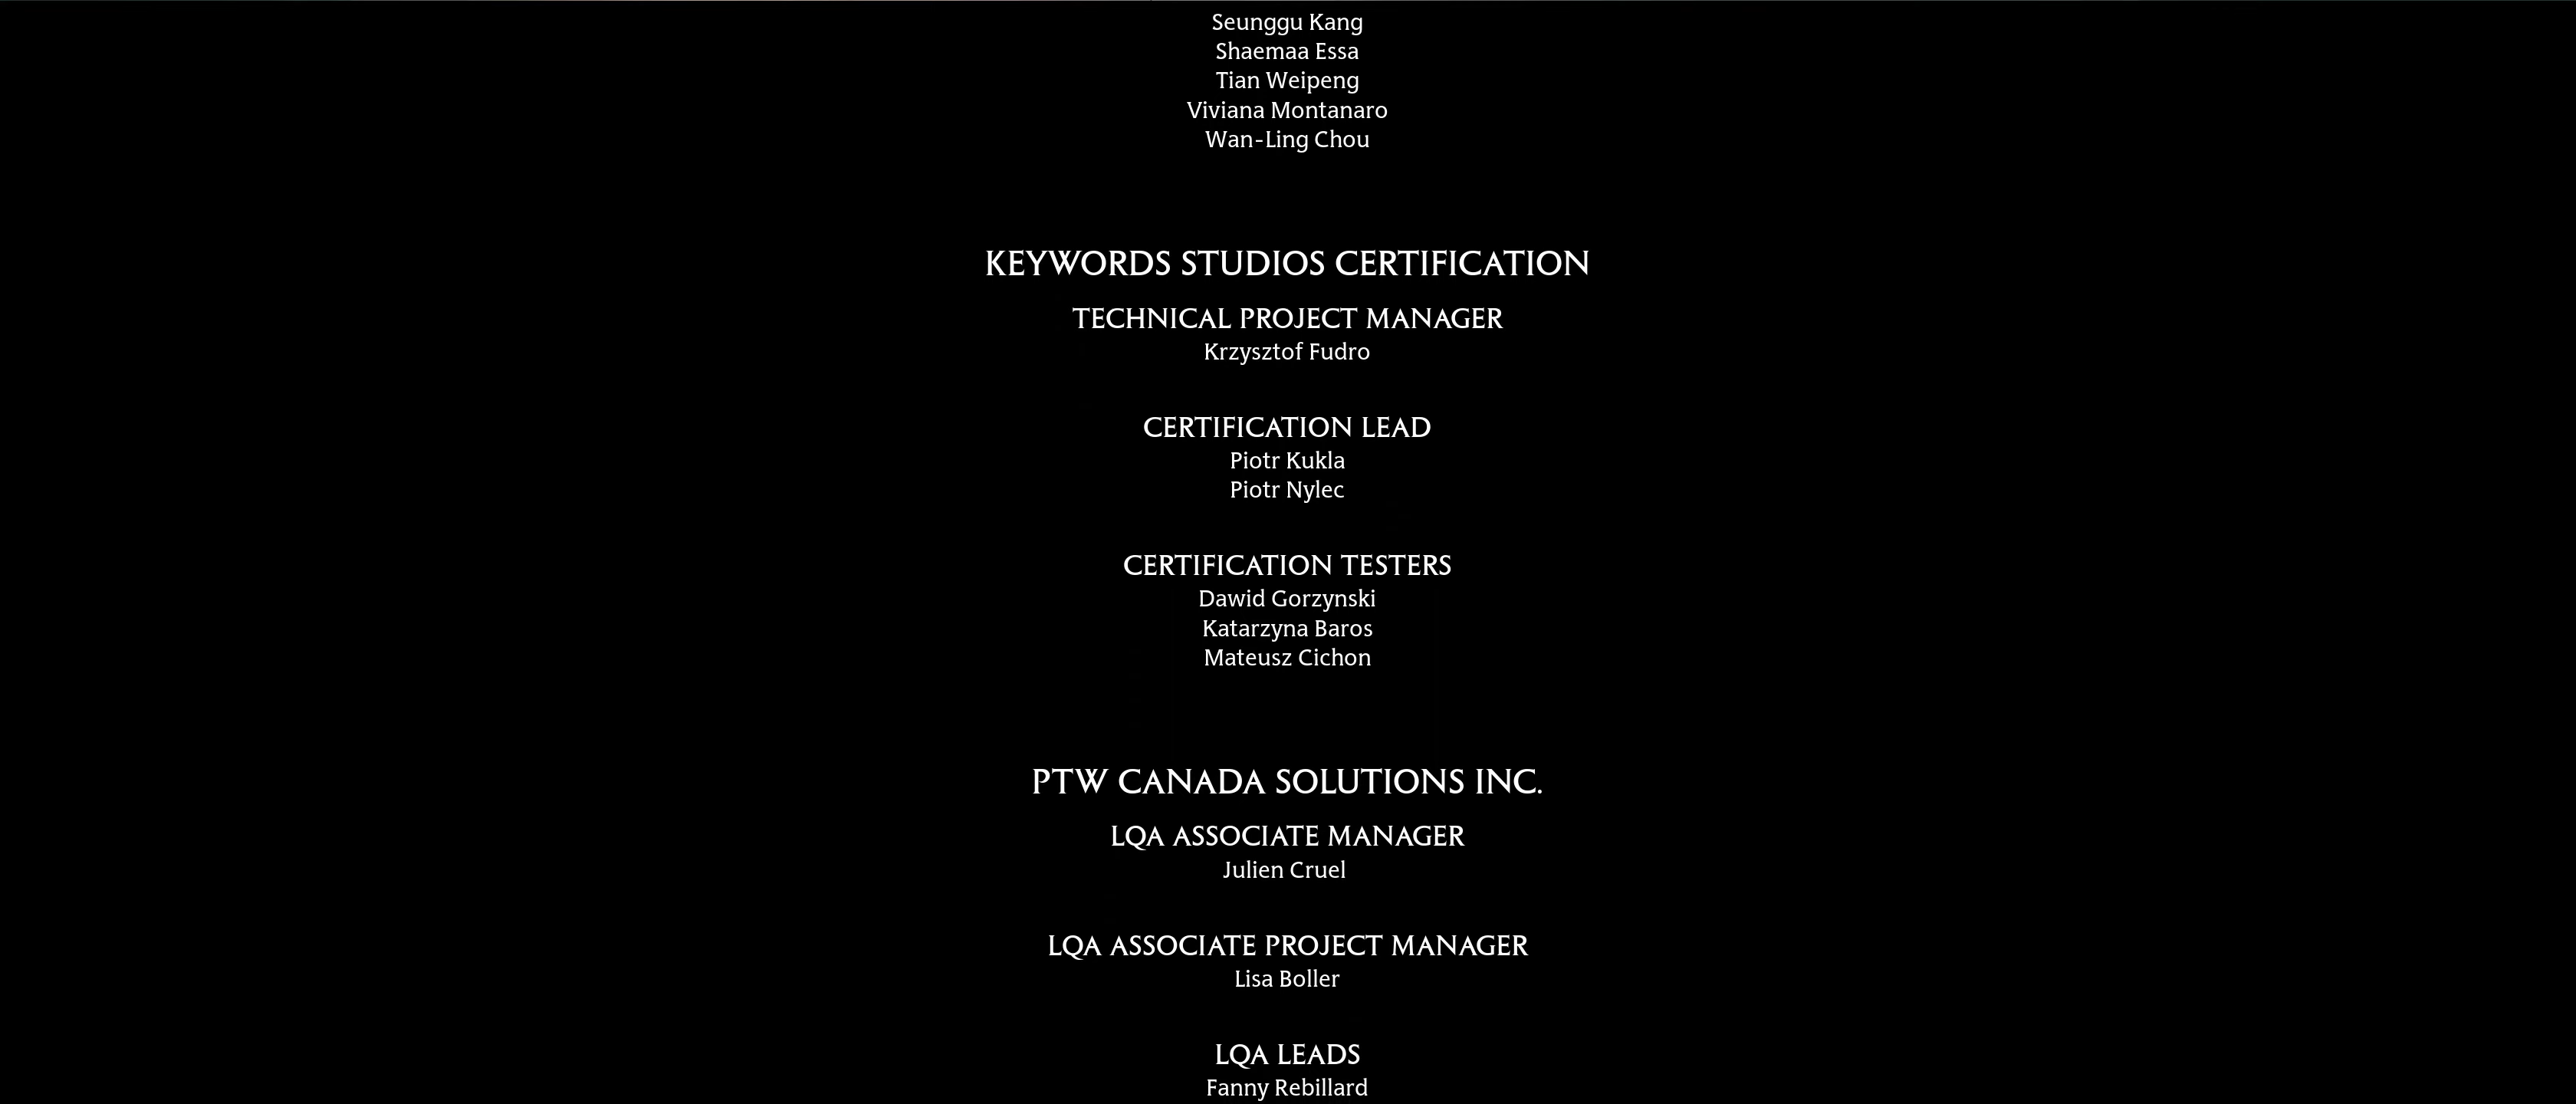 Seunggu Kang
Shaemaa Essa
Tian Weipeng
Viviana Montanaro
Wan-Ling Chou
KEYWORDS STUDIOS CERTIFICATION
TECHNICAL PROJECT MANAGER
Krzysztof Fudro
CERTIFICATION LEAD
Piotr Kukla
Piotr Nylec
CERTIFICATION TESTERS
Dawid Gorzynski
Katarzyna Baros
Mateusz Cichon
PTW CANADA SOLUTIONS INC.
LQA ASSOCIATE MANAGER
Julien Cruel
LQA ASSOCIATE PROJECT MANAGER
Lisa Boller
LQA LEADS
Fanny Rebillard